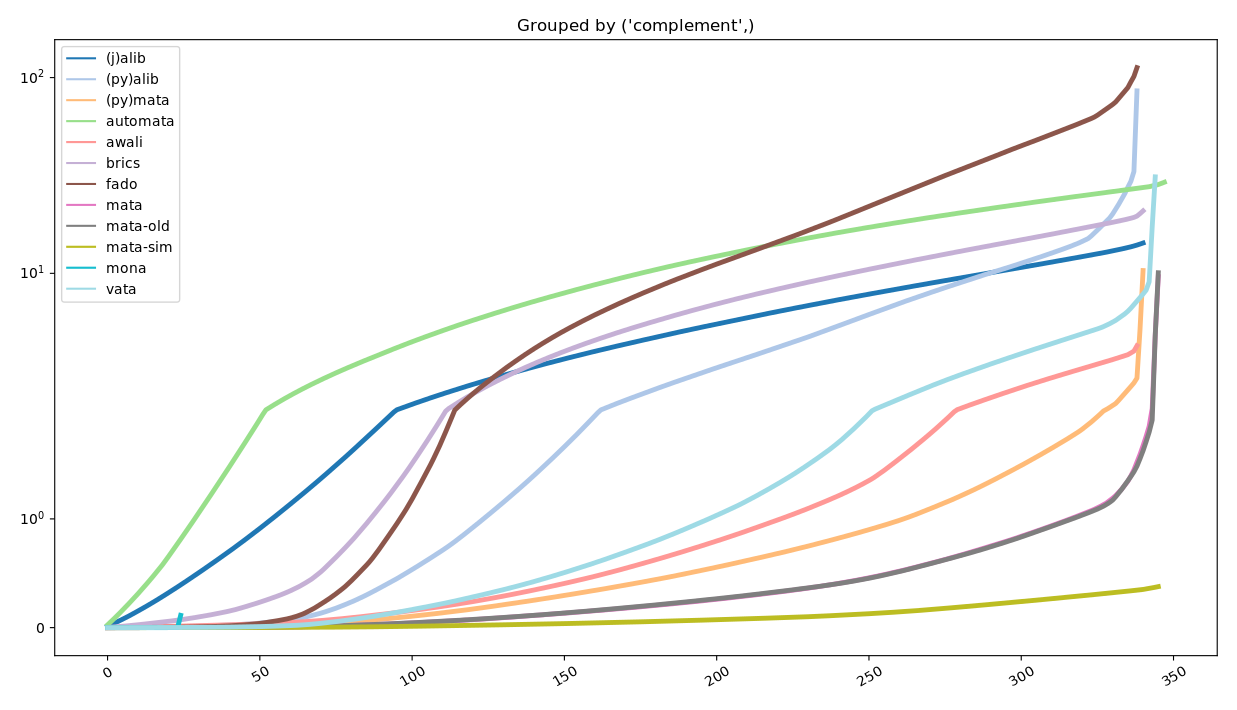 Grouped by ('complement',)
(j)alib
(py)alib
(py)mata
automata
awali
brics
fado
mata
mata-old
mata-sim
mona
vata
10²
10¹
10⁰
0
0
50
100
150
200
250
300
350